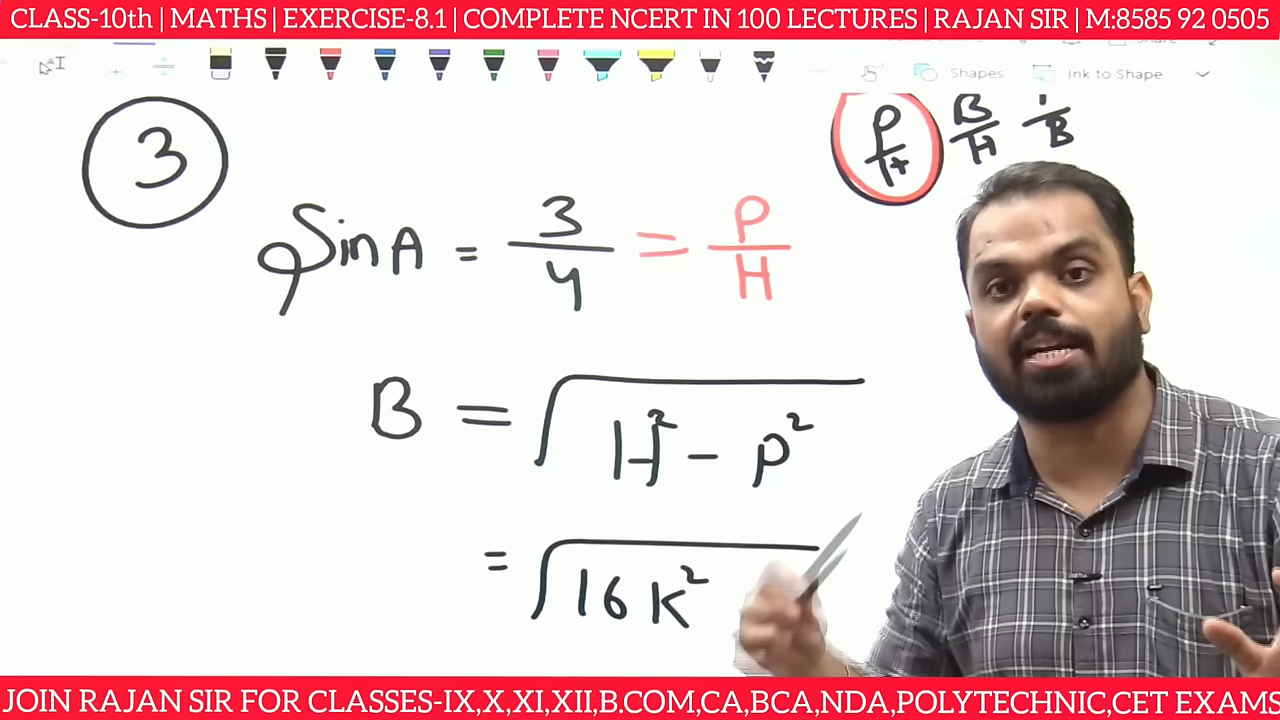 CLASS-10th | MATHS | EXERCISE-8.1 | COMPLETE NCERT IN 100 LECTURES | RAJAN SIR | M:8585 92 0505
Shapes Ink to Shape
3
P/H B/H /B
Sin A = 3/4 = P/H
B = √(H² - P²)
= √(16K²
JOIN RAJAN SIR FOR CLASSES-IX,X,XI,XII,B.COM,CA,BCA,NDA,POLYTECHNIC,CET EXAMS